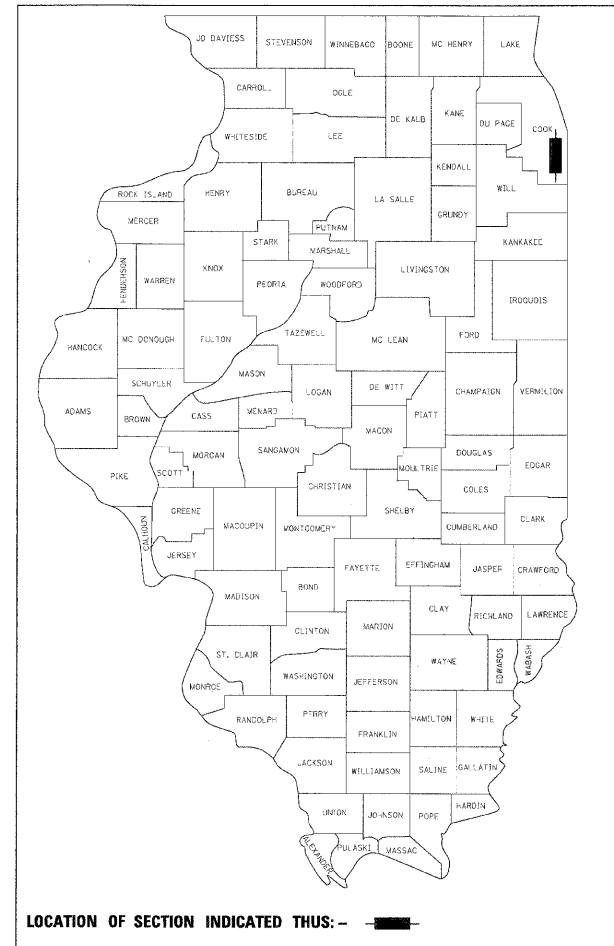 JO DAVIESS STEVENSON WINNEBAGO BOONE MC HENRY LAKE
CARROLL OGLE
DE KALB KANE DU PAGE COOK
WHITESIDE LEE
KENDALL WILL
ROCK ISLAND HENRY BUREAU LA SALLE GRUNDY
MERCER PUTNAM
STARK MARSHALL KANKAKEE
HENDERSON WARREN KNOX PEORIA WOODFORD LIVINGSTON IROQUOIS
HANCOCK MC DONOUGH FULTON TAZEWELL MC LEAN FORD
MASON
SCHUYLER LOGAN DE WITT CHAMPAIGN VERMILION
ADAMS BROWN CASS MENARD MACON PIATT
PIKE SCOTT MORGAN SANGAMON MOULTRIE DOUGLAS EDGAR
CHRISTIAN COLES
CALHOUN GREENE MACOUPIN MONTGOMERY SHELBY CUMBERLAND CLARK
JERSEY
FAYETTE EFFINGHAM JASPER CRAWFORD
MADISON BOND
CLINTON MARION CLAY RICHLAND LAWRENCE
ST. CLAIR WAYNE EDWARDS WABASH
MONROE WASHINGTON JEFFERSON
RANDOLPH PERRY HAMILTON WHITE
FRANKLIN
JACKSON WILLIAMSON SALINE GALLATIN
UNION JOHNSON POPE HARDIN
ALEXANDER PULASKI MASSAC
LOCATION OF SECTION INDICATED THUS: -